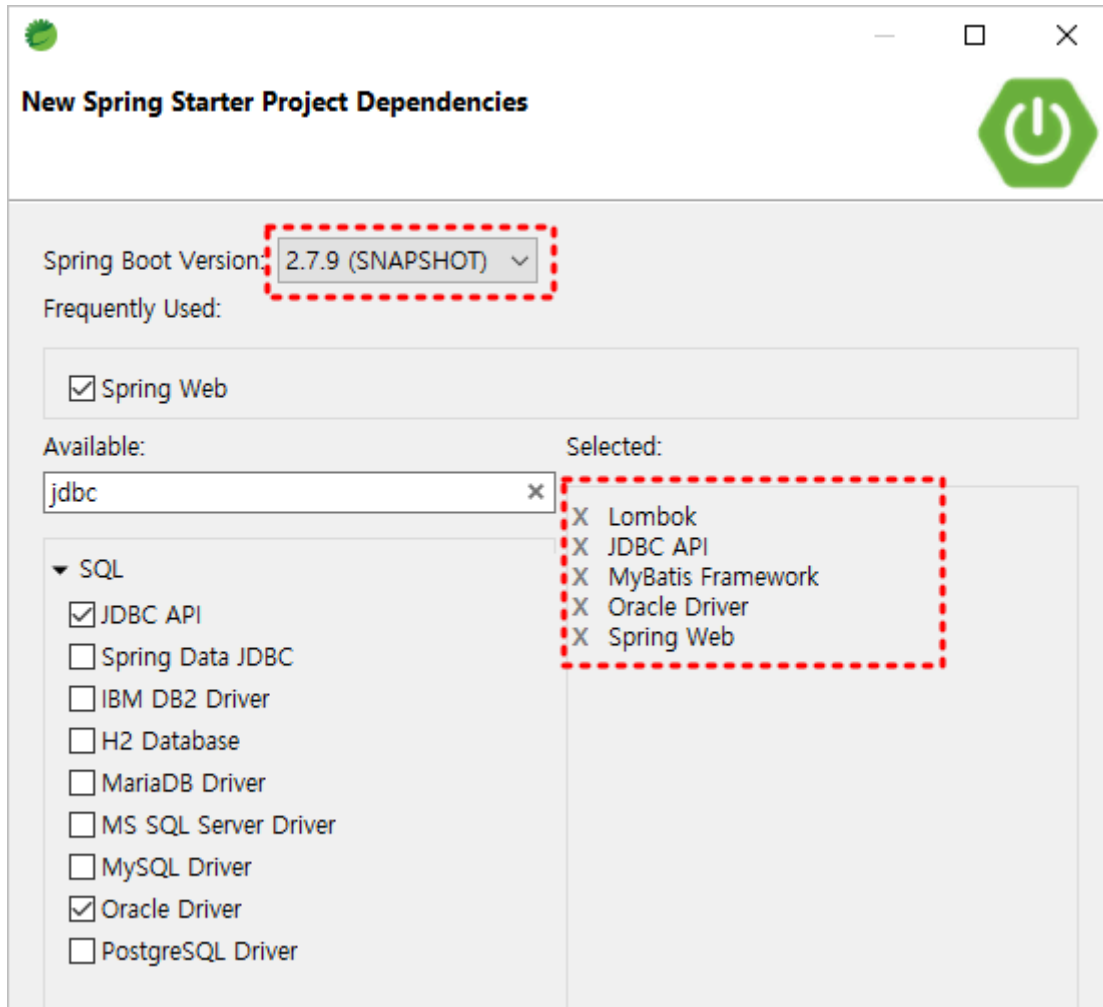 New Spring Starter Project Dependencies
Spring Boot Version: 2.7.9 (SNAPSHOT)
Frequently Used:
Spring Web
Available:
Selected:
jdbc
X Lombok
X JDBC API
X MyBatis Framework
X Oracle Driver
X Spring Web
SQL
JDBC API
Spring Data JDBC
IBM DB2 Driver
H2 Database
MariaDB Driver
MS SQL Server Driver
MySQL Driver
Oracle Driver
PostgreSQL Driver